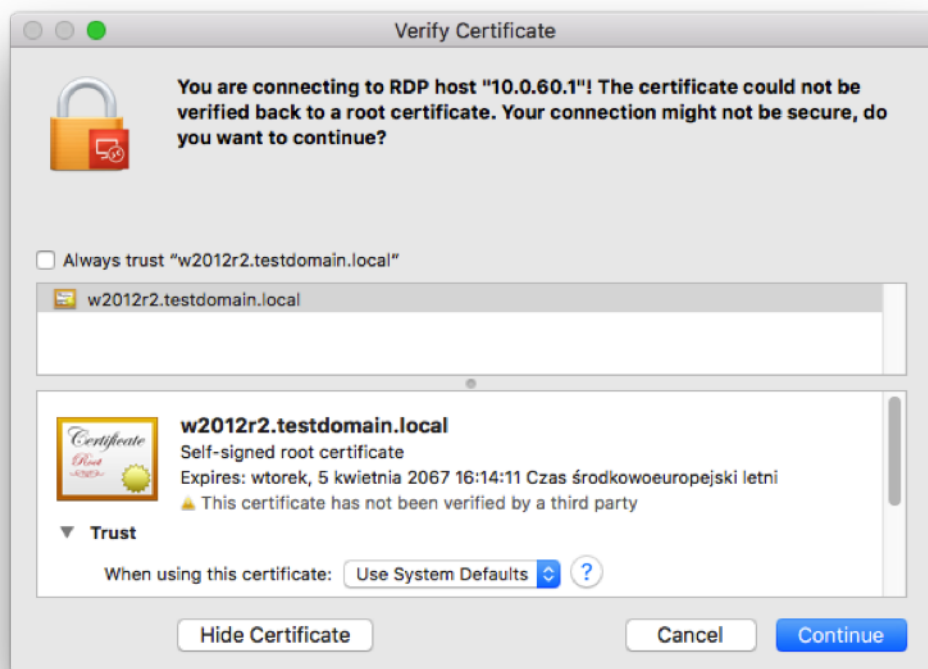 Verify Certificate
You are connecting to RDP host "10.0.60.1"! The certificate could not be
verified back to a root certificate. Your connection might not be secure, do
you want to continue?
Always trust “w2012r2.testdomain.local“
w2012r2.testdomain.local
Certificate
Root
w2012r2.testdomain.local
Self-signed root certificate
Expires: wtorek, 5 kwietnia 2067 16:14:11 Czas środkowoeuropejski letni
This certificate has not been verified by a third party
Trust
When using this certificate: Use System Defaults ?
Hide Certificate Cancel Continue